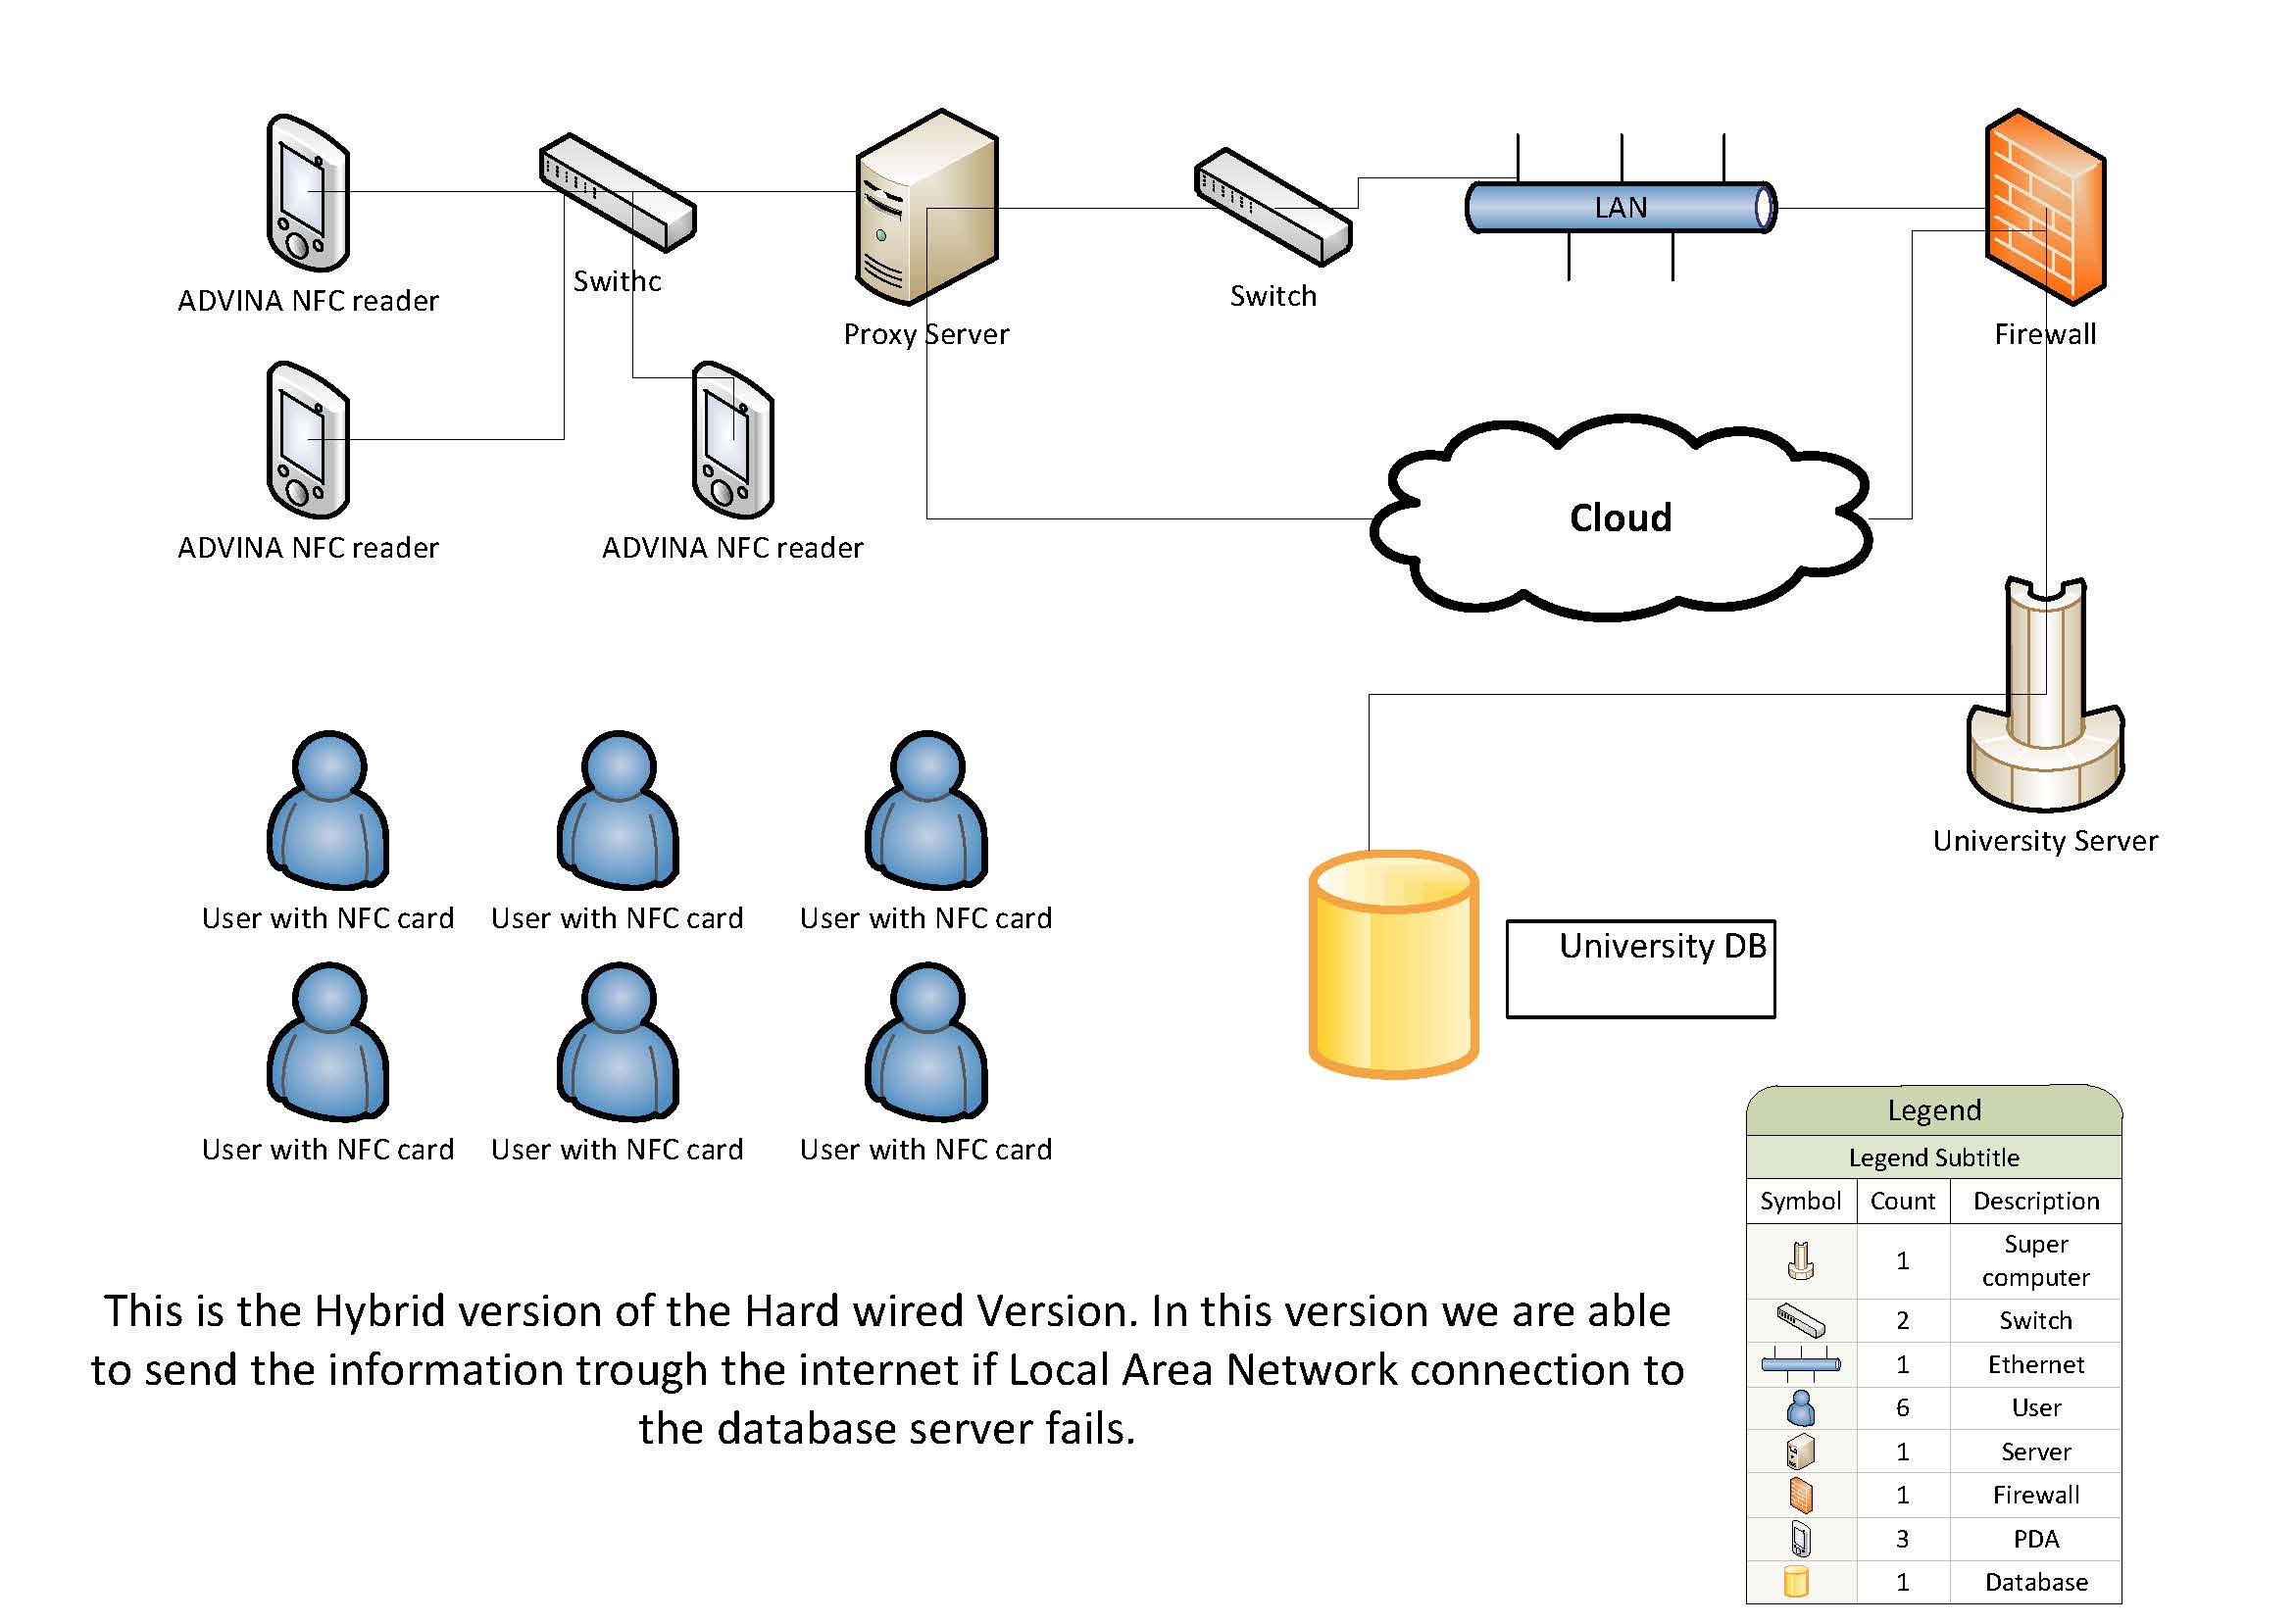 ADVINA NFC reader
Swithc
Proxy Server
Switch
LAN
Firewall
ADVINA NFC reader
ADVINA NFC reader
Cloud
University Server
User with NFC card
User with NFC card
User with NFC card
University DB
User with NFC card
User with NFC card
User with NFC card
This is the Hybrid version of the Hard wired Version. In this version we are able
to send the information trough the internet if Local Area Network connection to
the database server fails.
Legend
Legend Subtitle
Symbol Count Description
1 Super
computer
2 Switch
1 Ethernet
6 User
1 Server
1 Firewall
3 PDA
1 Database